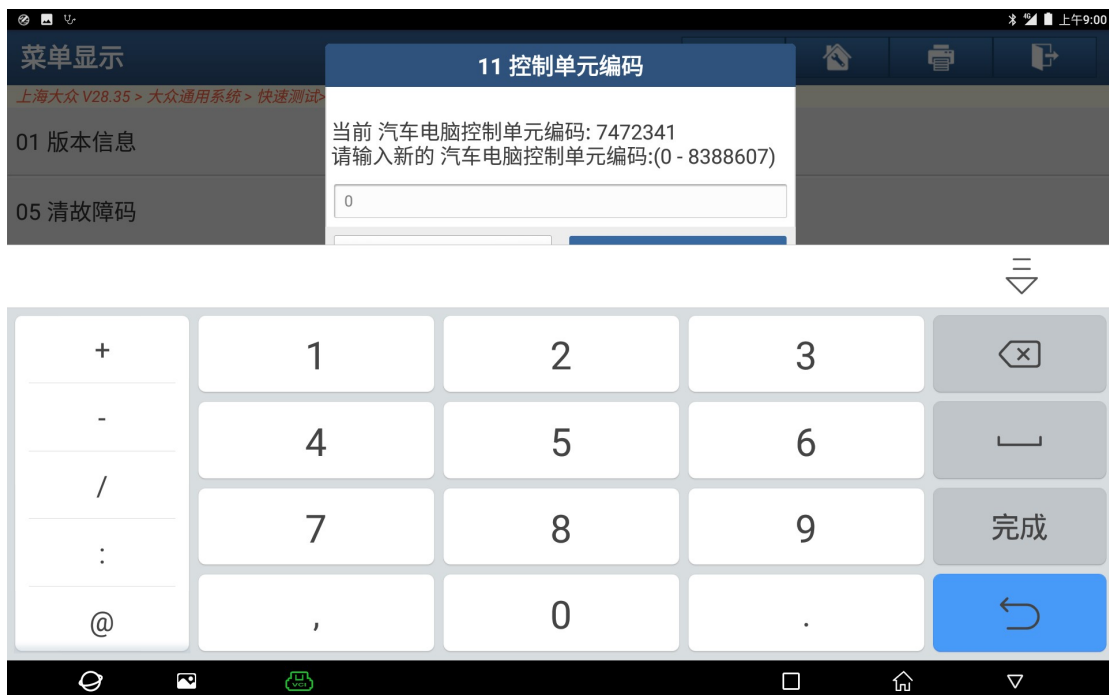 上午9:00
菜单显示
11 控制单元编码
上海大众 V28.35 > 大众通用系统 > 快速测试>
01 版本信息
当前 汽车电脑控制单元编码: 7472341
请输入新的 汽车电脑控制单元编码:(0 - 8388607)
05 清故障码
0
+
1
2
3
-
4
5
6
/
7
8
9
完成
:
@
,
0
.
VCI